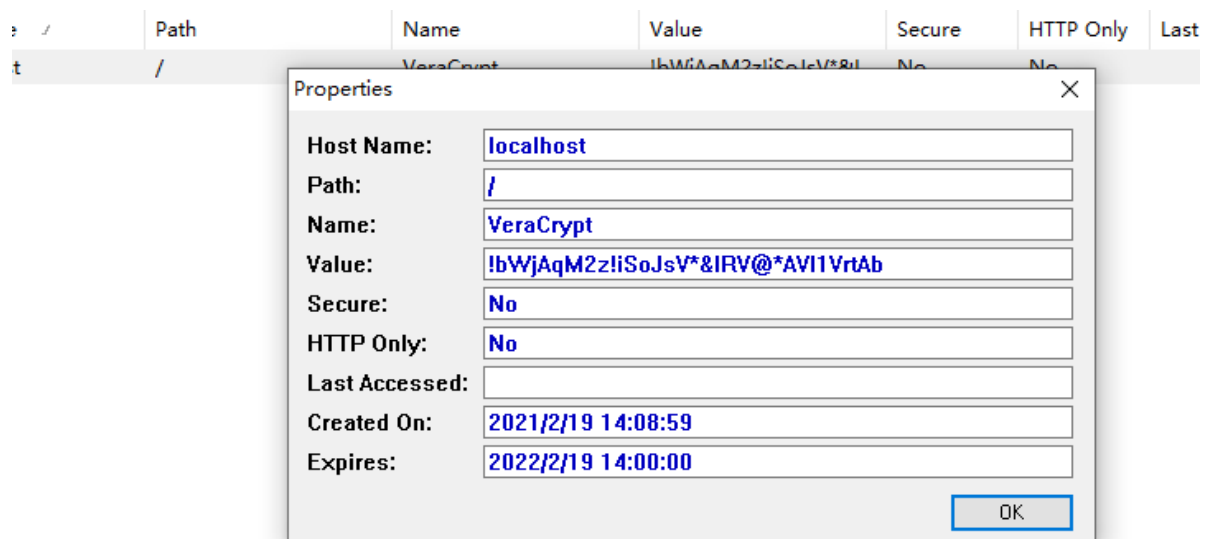 Path Name Value Secure HTTP Only Last
/ No No
Properties
Host Name: localhost
Path: /
Name: VeraCrypt
Value: !bWjAqM2z!iSoJsV*&IRV@*AVI1VrtAb
Secure: No
HTTP Only: No
Last Accessed:
Created On: 2021/2/19 14:08:59
Expires: 2022/2/19 14:00:00
OK